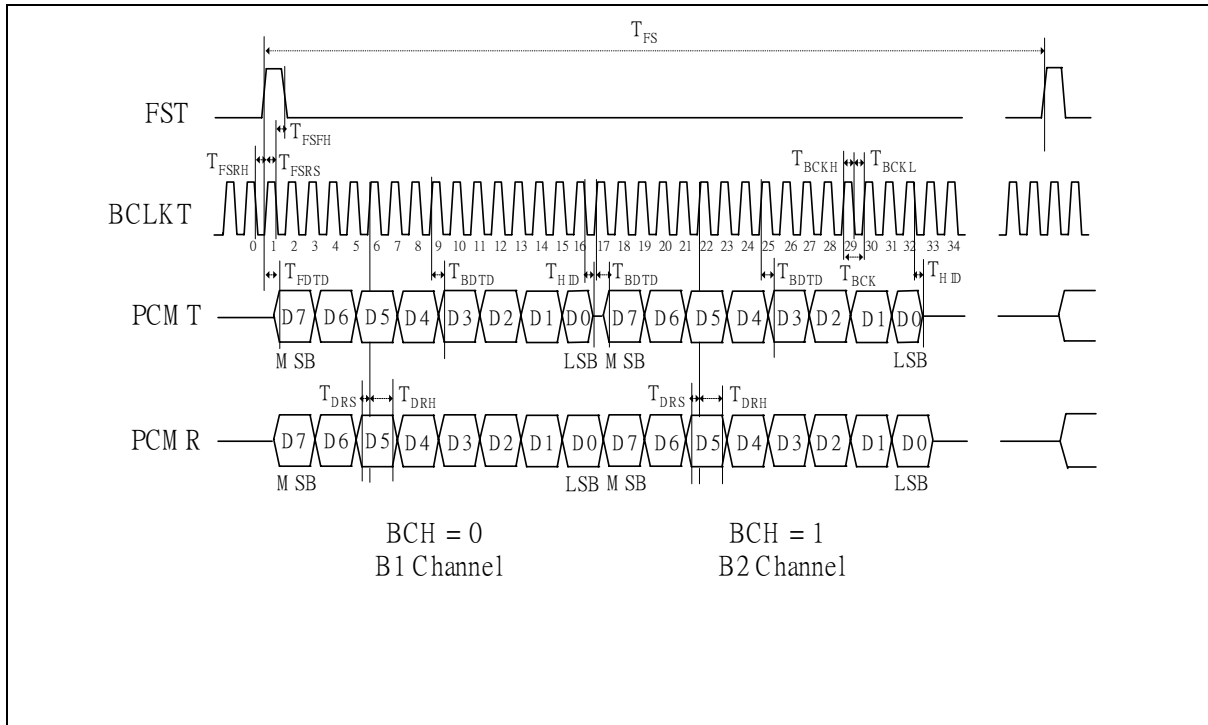 T_FS
FST
T_FSFH
T_FSRH T_FSRS T_BCKH T_BCKL
BCLKT
0 1 2 3 4 5 6 7 8 9 10 11 12 13 14 15 16 17 18 19 20 21 22 23 24 25 26 27 28 29 30 31 32 33 34
T_FDTD T_BDTD T_HID T_BDTD T_BDTD T_BCK T_HID
PCMT D7 D6 D5 D4 D3 D2 D1 D0 D7 D6 D5 D4 D3 D2 D1 D0
MSB LSB MSB LSB
T_DRS T_DRH T_DRS T_DRH
PCMR D7 D6 D5 D4 D3 D2 D1 D0 D7 D6 D5 D4 D3 D2 D1 D0
MSB LSB MSB LSB
BCH = 0 BCH = 1
B1 Channel B2 Channel